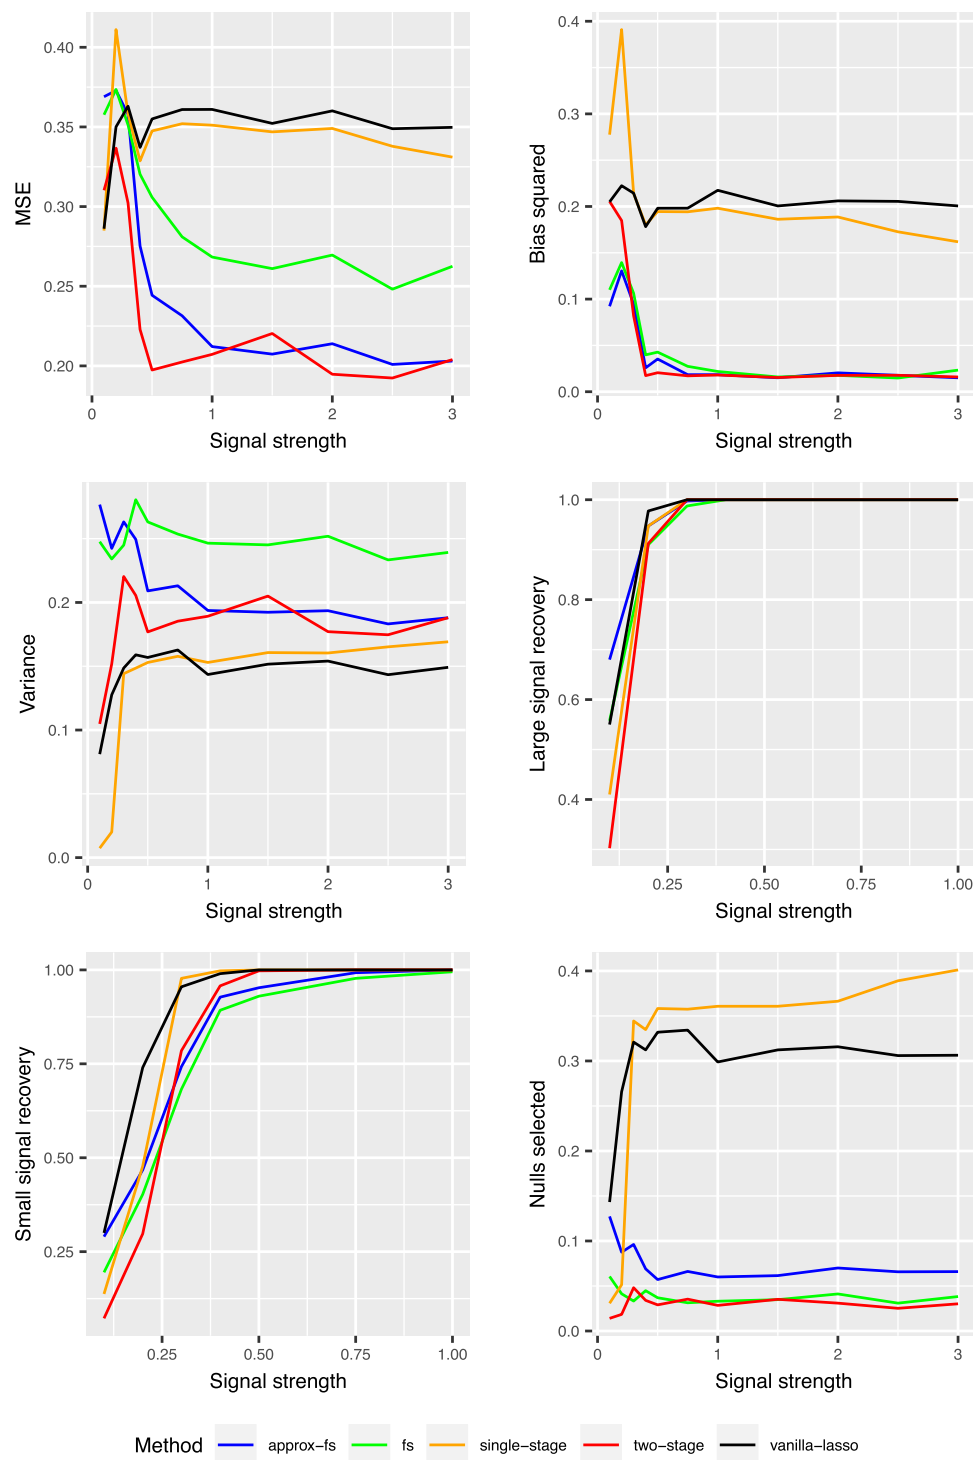 0.40
0.35
0.30
0.25
0.20
MSE
0 1 2 3
Signal strength
0.4
0.3
0.2
0.1
0.0
Bias squared
0 1 2 3
Signal strength
0.2
0.1
0.0
Variance
0 1 2 3
Signal strength
1.0
0.8
0.6
0.4
Large signal recovery
0.25 0.50 0.75 1.00
Signal strength
1.00
0.75
0.50
0.25
Small signal recovery
0.25 0.50 0.75 1.00
Signal strength
0.4
0.3
0.2
0.1
0.0
Nulls selected
0 1 2 3
Signal strength
Method approx−fs fs single−stage two−stage vanilla−lasso